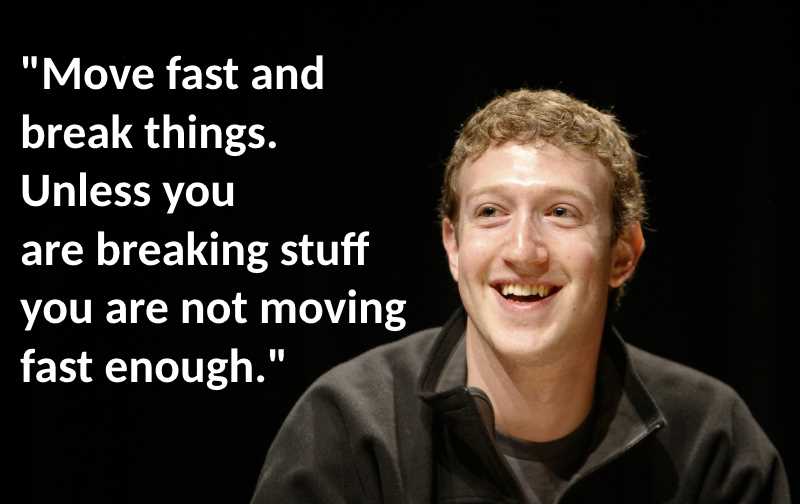 "Move fast and
break things.
Unless you
are breaking stuff
you are not moving
fast enough."